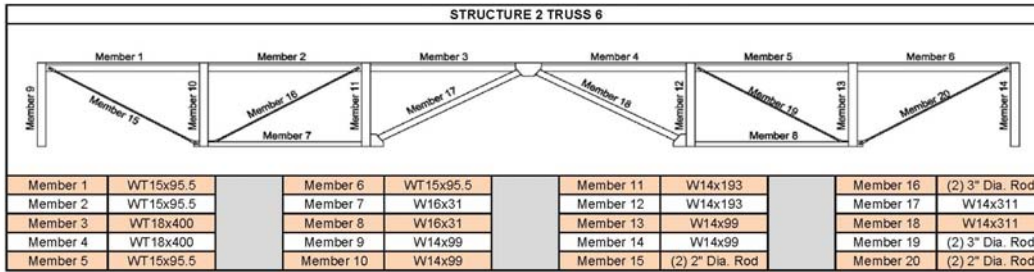 STRUCTURE 2 TRUSS 6
Member 1 Member 2 Member 3 Member 4 Member 5 Member 6
Member 9 Member 15 Member 10 Member 16 Member 11 Member 17 Member 18 Member 12 Member 19 Member 13 Member 20 Member 14
Member 7 Member 8
Member 1 WT15x95.5 Member 6 WT15x95.5 Member 11 W14x193 Member 16 (2) 3" Dia. Rod
Member 2 WT15x95.5 Member 7 W16x31 Member 12 W14x193 Member 17 W14x311
Member 3 WT18x400 Member 8 W16x31 Member 13 W14x99 Member 18 W14x311
Member 4 WT18x400 Member 9 W14x99 Member 14 W14x99 Member 19 (2) 3" Dia. Rod
Member 5 WT15x95.5 Member 10 W14x99 Member 15 (2) 2" Dia. Rod Member 20 (2) 2" Dia. Rod